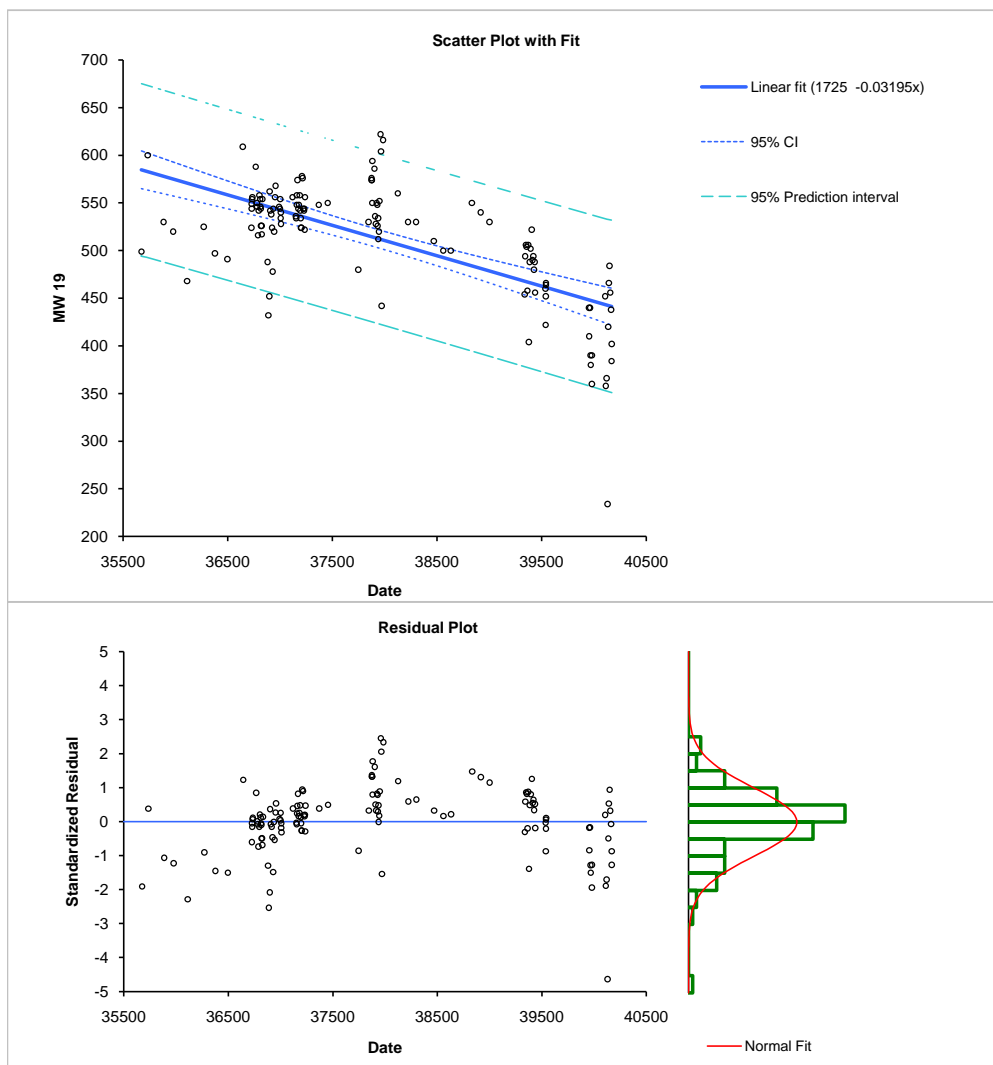 Scatter Plot with Fit
700
650
600
550
500
450
400
350
300
250
200
MW 19
35500 36500 37500 38500 39500 40500
Date
Linear fit (1725 -0.03195x)
95% CI
95% Prediction interval
Residual Plot
5
4
3
2
1
0
-1
-2
-3
-4
-5
Standardized Residual
35500 36500 37500 38500 39500 40500
Date
Normal Fit